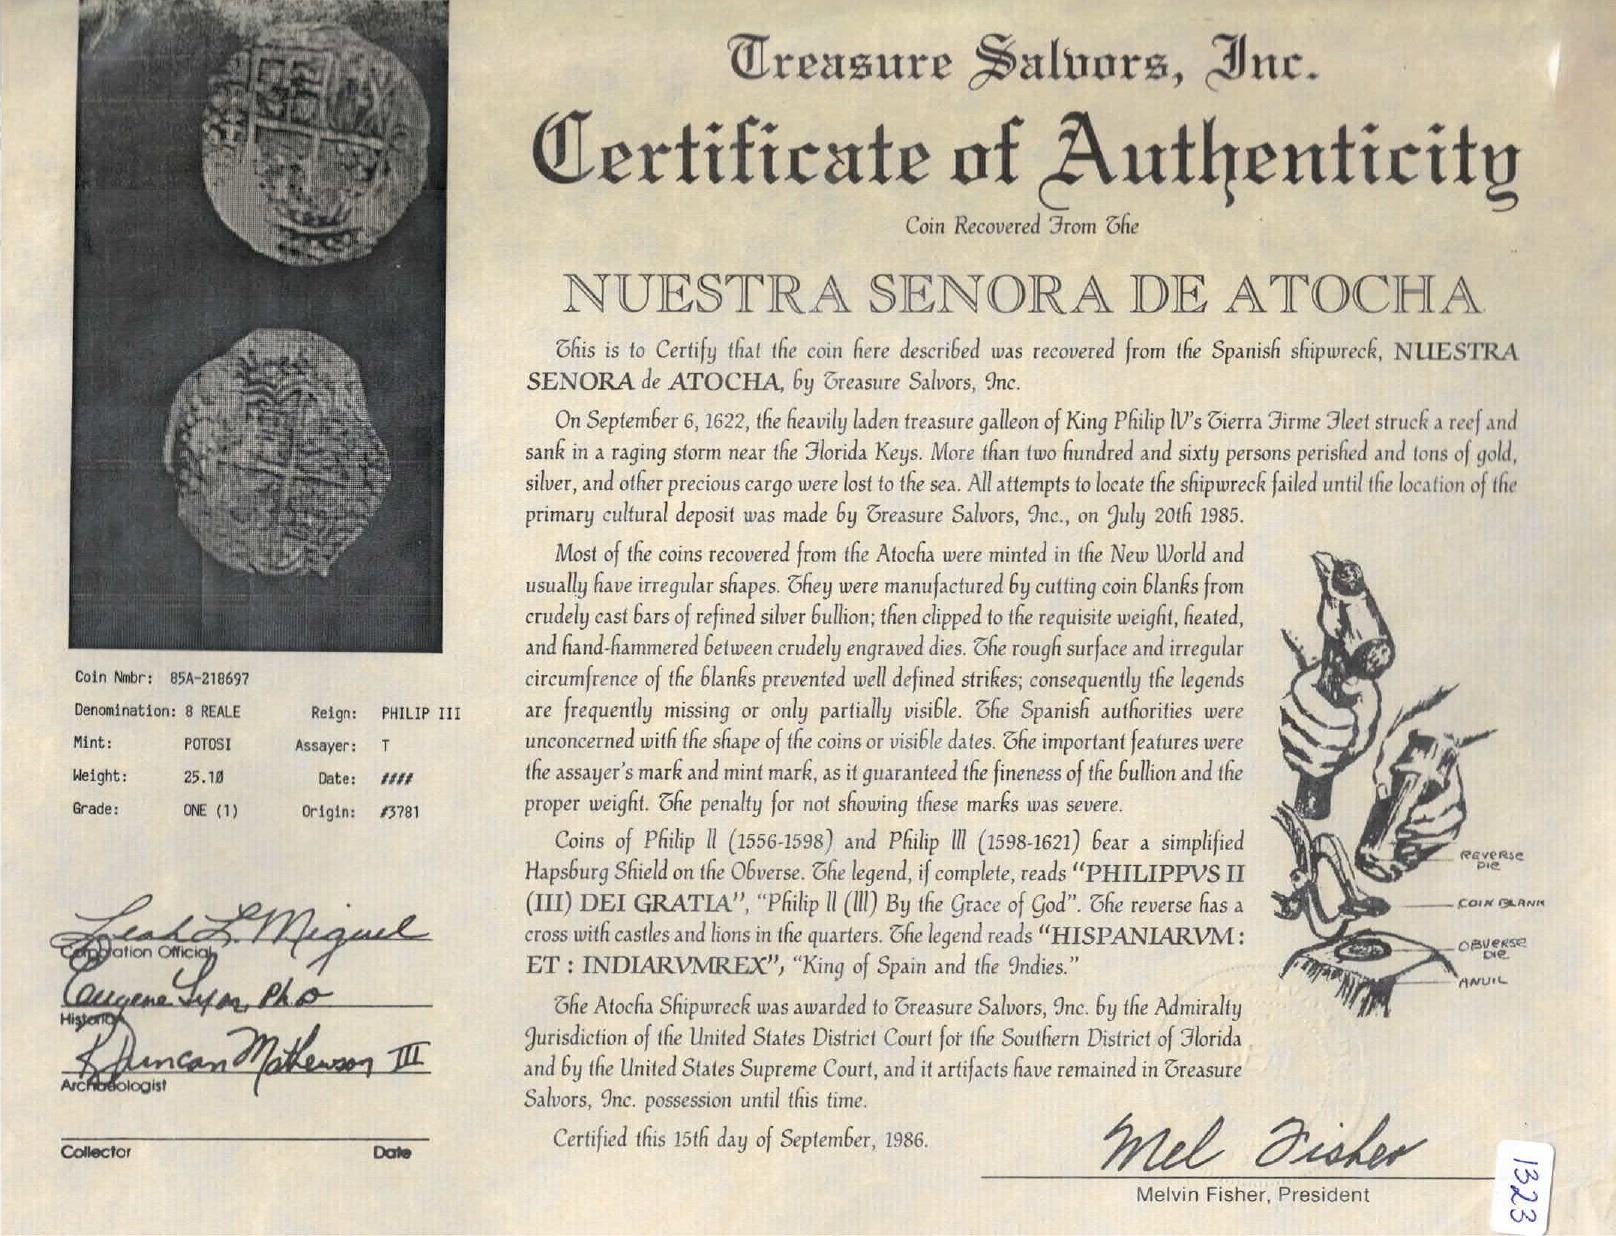 Treasure Salvors, Inc.
Certificate of Authenticity
Coin Recovered From The
NUESTRA SENORA DE ATOCHA
This is to Certify that the coin here described was recovered from the Spanish shipwreck, NUESTRA
SENORA de ATOCHA, by Treasure Salvors, Inc.
On September 6, 1622, the heavily laden treasure galleon of King Philip IV's Tierra Firme Fleet struck a reef and
sank in a raging storm near the Florida Keys. More than two hundred and sixty persons perished and tons of gold,
silver, and other precious cargo were lost to the sea. All attempts to locate the shipwreck failed until the location of the
primary cultural deposit was made by Treasure Salvors, Inc., on July 20th 1985.
Most of the coins recovered from the Atocha were minted in the New World and
usually have irregular shapes. They were manufactured by cutting coin blanks from
crudely cast bars of refined silver bullion; then clipped to the requisite weight, heated,
and hand-hammered between crudely engraved dies. The rough surface and irregular
circumfrence of the blanks prevented well defined strikes; consequently the legends
are frequently missing or only partially visible. The Spanish authorities were
unconcerned with the shape of the coins or visible dates. The important features were
the assayer's mark and mint mark, as it guaranteed the fineness of the bullion and the
proper weight. The penalty for not showing these marks was severe.
Coins of Philip II (1556-1598) and Philip III (1598-1621) bear a simplified
Hapsburg Shield on the Obverse. The legend, if complete, reads "PHILIPPVS II
(III) DEI GRATIA", "Philip II (III) By the Grace of God". The reverse has a
cross with castles and lions in the quarters. The legend reads "HISPANIARVM :
ET : INDIARVMREX", "King of Spain and the Indies."
The Atocha Shipwreck was awarded to Treasure Salvors, Inc. by the Admiralty
Jurisdiction of the United States District Court for the Southern District of Florida
and by the United States Supreme Court, and it artifacts have remained in Treasure
Salvors, Inc. possession until this time.
Certified this 15th day of September, 1986.
REVERSE
DIE
COIN BLANK
OBVERSE
DIE
ANVIL
Coin Nmbr: 85A-218697
Denomination: 8 REALE Reign: PHILIP III
Mint: POTOSI Assayer: T
Weight: 25.10 Date: ####
Grade: ONE (1) Origin: #3781
Leah L. Miguel
Corporation Official
Eugene Lyon, PhD
Historian
R Duncan Mathewson III
Archaeologist
Collector Date
Mel Fisher
Melvin Fisher, President
1323